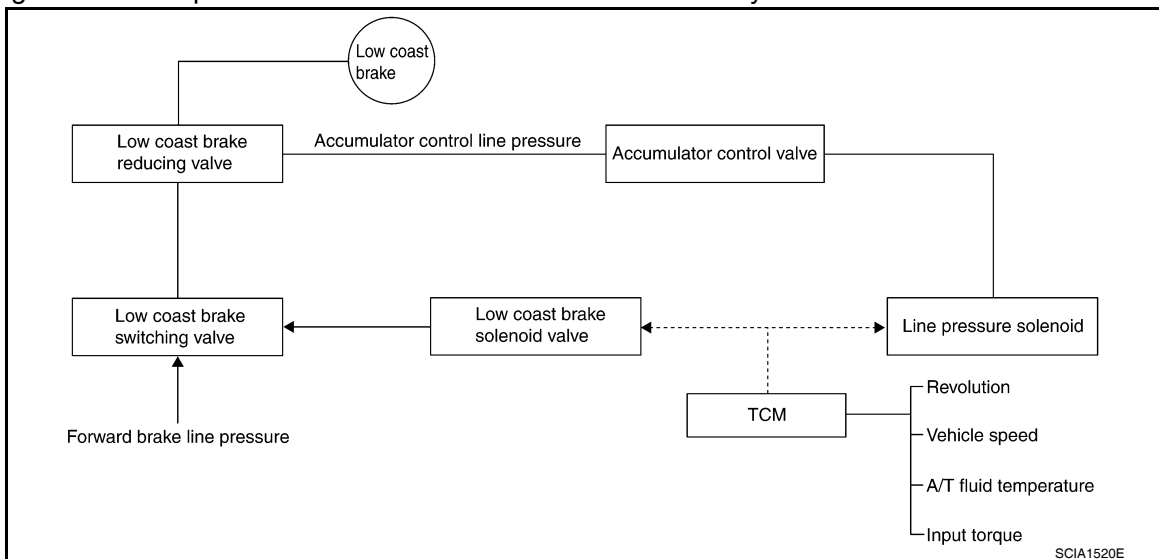 Low coast
brake
Low coast brake
reducing valve
Accumulator control line pressure
Accumulator control valve
Low coast brake
switching valve
Low coast brake
solenoid valve
Line pressure solenoid
Forward brake line pressure
TCM
Revolution
Vehicle speed
A/T fluid temperature
Input torque
SCIA1520E